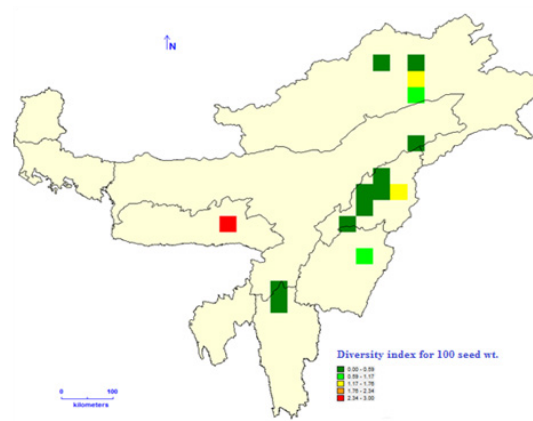 N
Diversity index for 100 seed wt.
0.00 - 0.59
0.59 - 1.17
1.17 - 1.76
1.76 - 2.34
2.34 - 3.00
0 100
kilometers